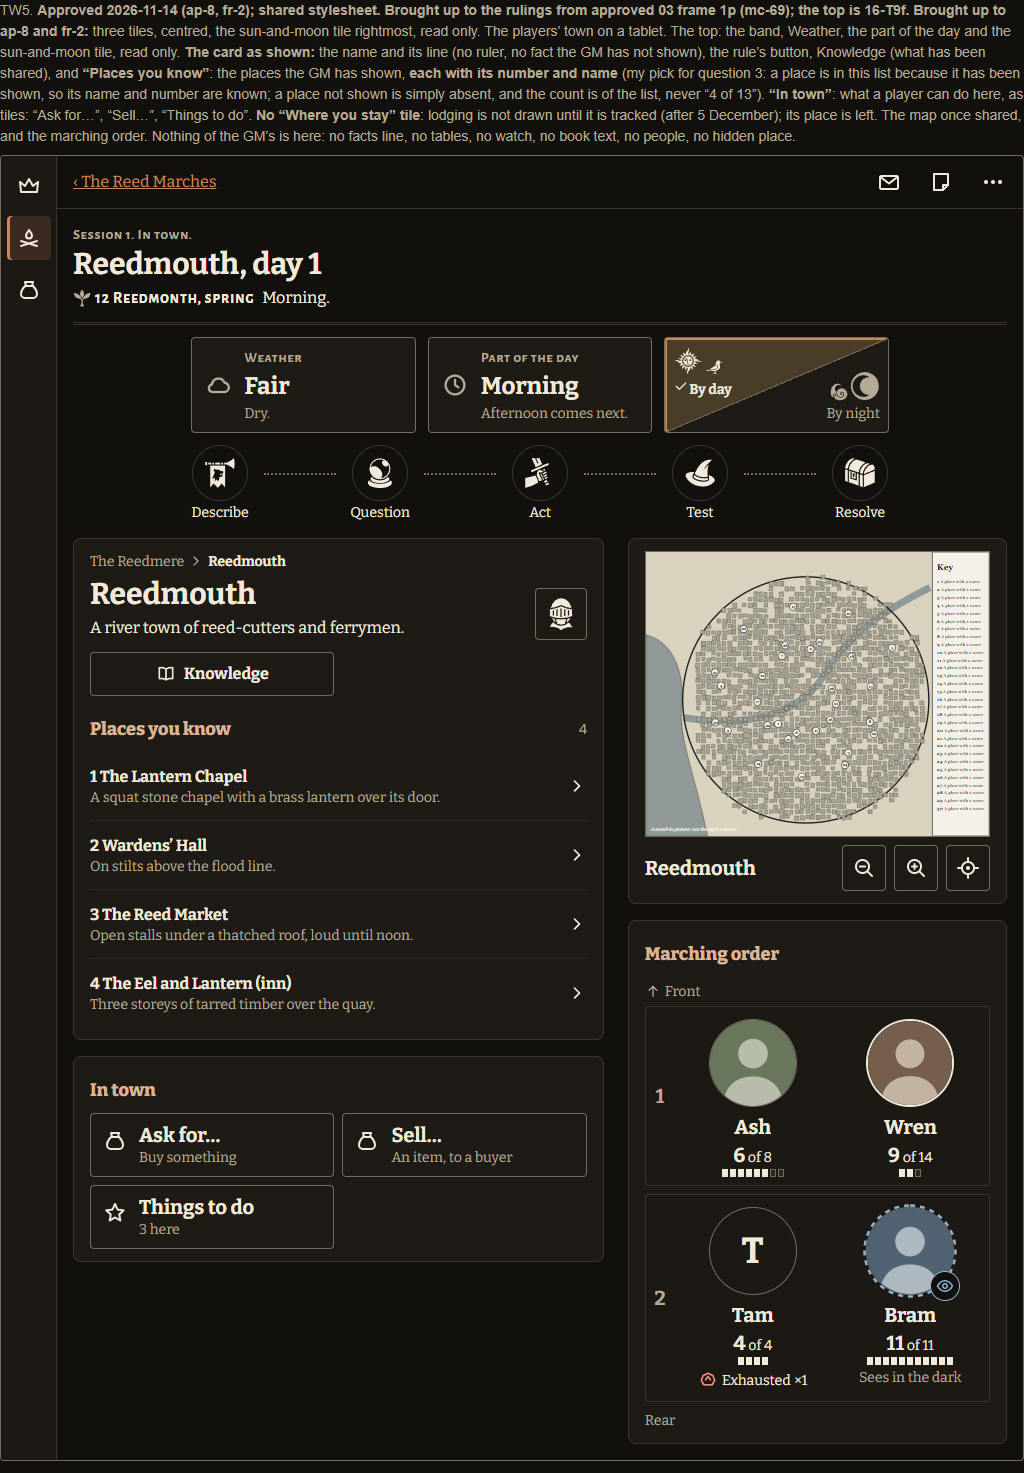 TW5. Approved 2026-11-14 (ap-8, fr-2); shared stylesheet. Brought up to the rulings from approved 03 frame 1p (mc-69); the top is 16-T9f. Brought up to
ap-8 and fr-2: three tiles, centred, the sun-and-moon tile rightmost, read only. The players’ town on a tablet. The top: the band, Weather, the part of the day and the
sun-and-moon tile, read only. The card as shown: the name and its line (no ruler, no fact the GM has not shown), the rule’s button, Knowledge (what has been
shared), and “Places you know”: the places the GM has shown, each with its number and name (my pick for question 3: a place is in this list because it has been
shown, so its name and number are known; a place not shown is simply absent, and the count is of the list, never “4 of 13”). “In town”: what a player can do here, as
tiles: “Ask for…”, “Sell…”, “Things to do”. No “Where you stay” tile: lodging is not drawn until it is tracked (after 5 December); its place is left. The map once shared,
and the marching order. Nothing of the GM’s is here: no facts line, no tables, no watch, no book text, no people, no hidden place.
‹ The Reed Marches
Session 1. In town.
Reedmouth, day 1
12 Reedmonth, spring Morning.
Weather
Fair
Dry.
Part of the day
Morning
Afternoon comes next.
By day
By night
Describe
Question
Act
Test
Resolve
The Reedmere > Reedmouth
Reedmouth
A river town of reed-cutters and ferrymen.
Knowledge
Places you know 4
1 The Lantern Chapel
A squat stone chapel with a brass lantern over its door.
2 Wardens’ Hall
On stilts above the flood line.
3 The Reed Market
Open stalls under a thatched roof, loud until noon.
4 The Eel and Lantern (inn)
Three storeys of tarred timber over the quay.
In town
Ask for…
Buy something
Sell…
An item, to a buyer
Things to do
3 here
Key
Reedmouth
Marching order
↑ Front
1
Ash
6 of 8
Wren
9 of 14
2
T
Tam
4 of 4
Exhausted ×1
Bram
11 of 11
Sees in the dark
Rear